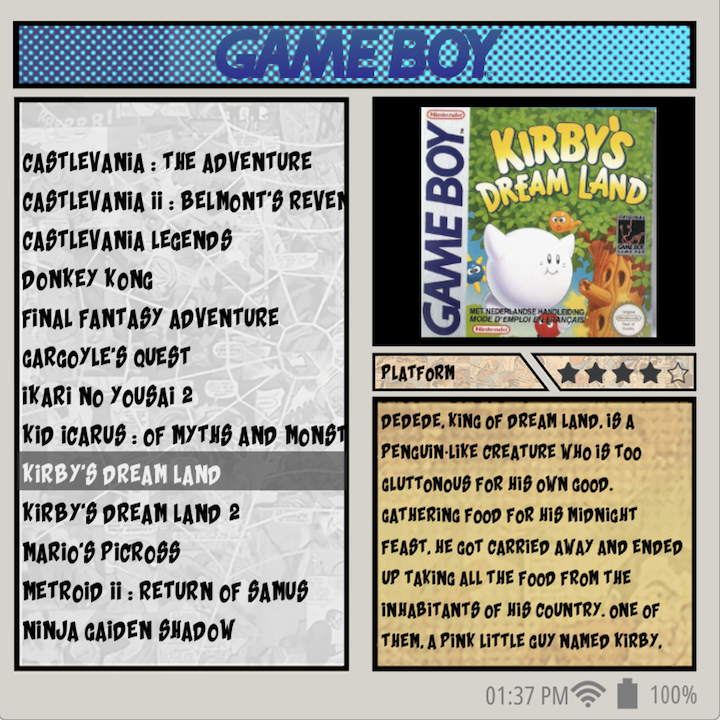 GAME BOY
CASTLEVANIA : THE ADVENTURE
CASTLEVANIA II : BELMONT'S REVEN
CASTLEVANIA LEGENDS
DONKEY KONG
FINAL FANTASY ADVENTURE
GARGOYLE'S QUEST
IKARI NO YOUSAI 2
KID ICARUS : OF MYTHS AND MONST
KIRBY'S DREAM LAND
KIRBY'S DREAM LAND 2
MARIO'S PICROSS
METROID II : RETURN OF SAMUS
NINJA GAIDEN SHADOW
Nintendo
GAME BOY
KIRBY'S
DREAM LAND
ORIGINAL
GAME BOY
MET NEDERLANDSE HANDLEIDING
MODE D'EMPLOI EN FRANÇAIS
Nintendo
Original
Nintendo
Seal of
Quality
PLATFORM
DEDEDE, KING OF DREAM LAND, IS A
PENGUIN-LIKE CREATURE WHO IS TOO
GLUTTONOUS FOR HIS OWN GOOD.
GATHERING FOOD FOR HIS MIDNIGHT
FEAST, HE GOT CARRIED AWAY AND ENDED
UP TAKING ALL THE FOOD FROM THE
INHABITANTS OF HIS COUNTRY. ONE OF
THEM, A PINK LITTLE GUY NAMED KIRBY,
01:37 PM
100%